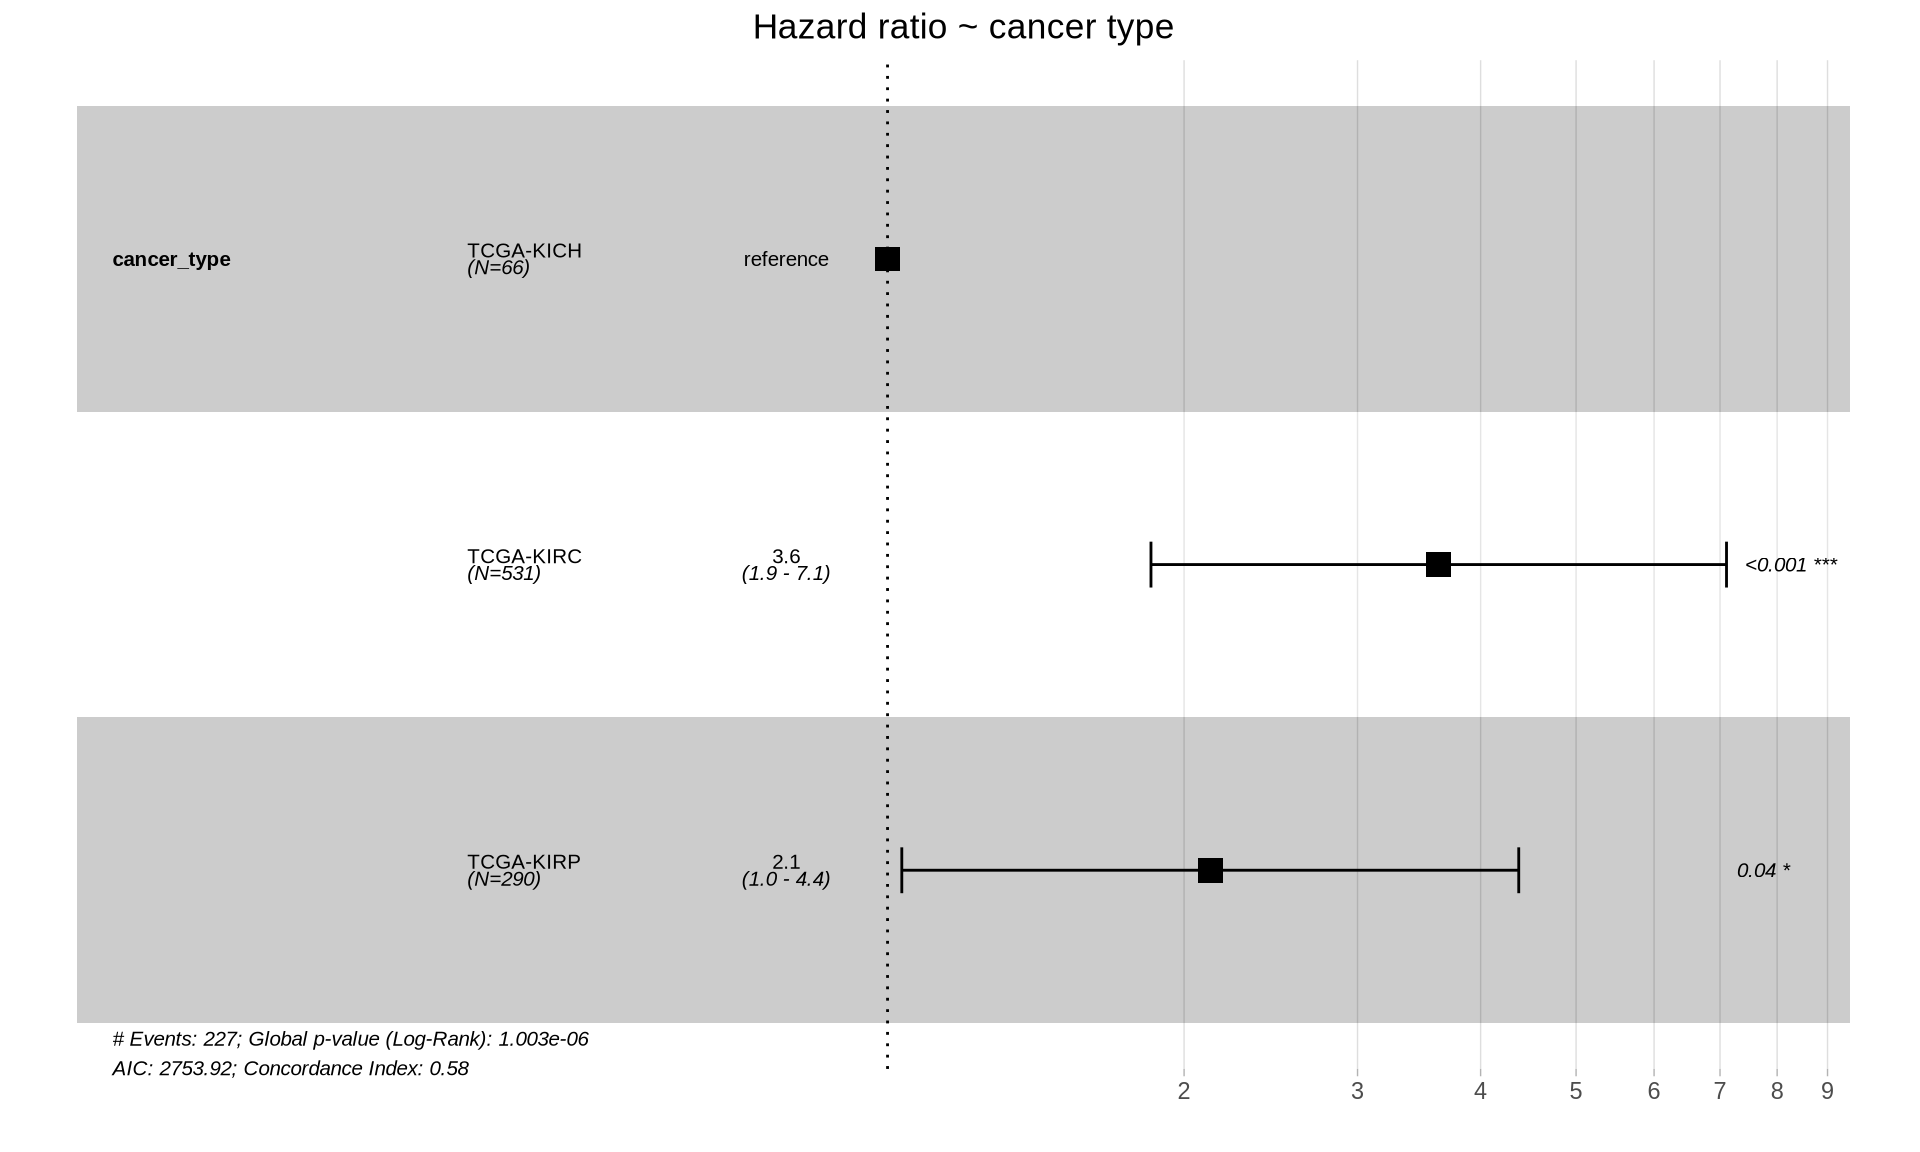 Hazard ratio ~ cancer type
cancer_type
TCGA-KICH
(N=66)
reference
TCGA-KIRC
(N=531)
3.6
(1.9 - 7.1)
<0.001 ***
TCGA-KIRP
(N=290)
2.1
(1.0 - 4.4)
0.04 *
# Events: 227; Global p-value (Log-Rank): 1.003e-06
AIC: 2753.92; Concordance Index: 0.58
2 3 4 5 6 7 8 9